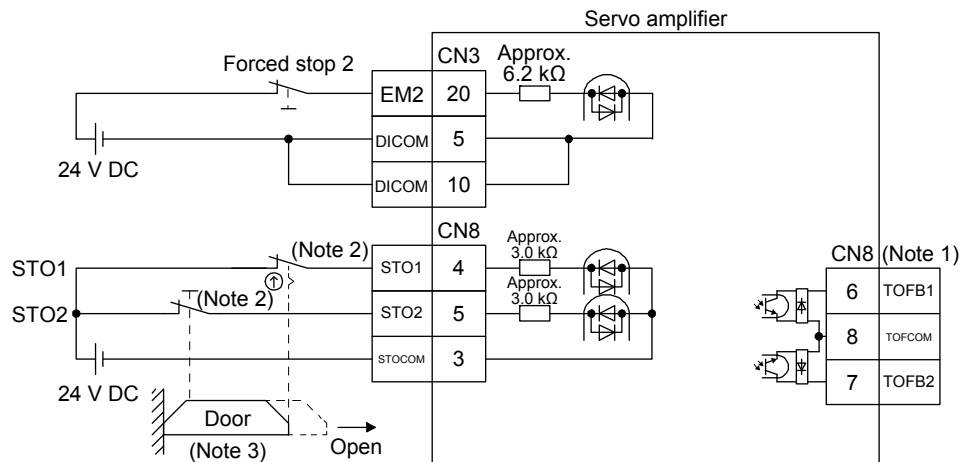 Servo amplifier
Forced stop 2
CN3
Approx.
6.2 kΩ
EM2 20
DICOM 5
DICOM 10
24 V DC
CN8
STO1
(Note 2)
STO1 4
Approx.
3.0 kΩ
STO2
(Note 2)
STO2 5
Approx.
3.0 kΩ
STOCOM 3
24 V DC
Door
(Note 3)
Open
CN8 (Note 1)
6 TOFB1
8 TOFCOM
7 TOFB2